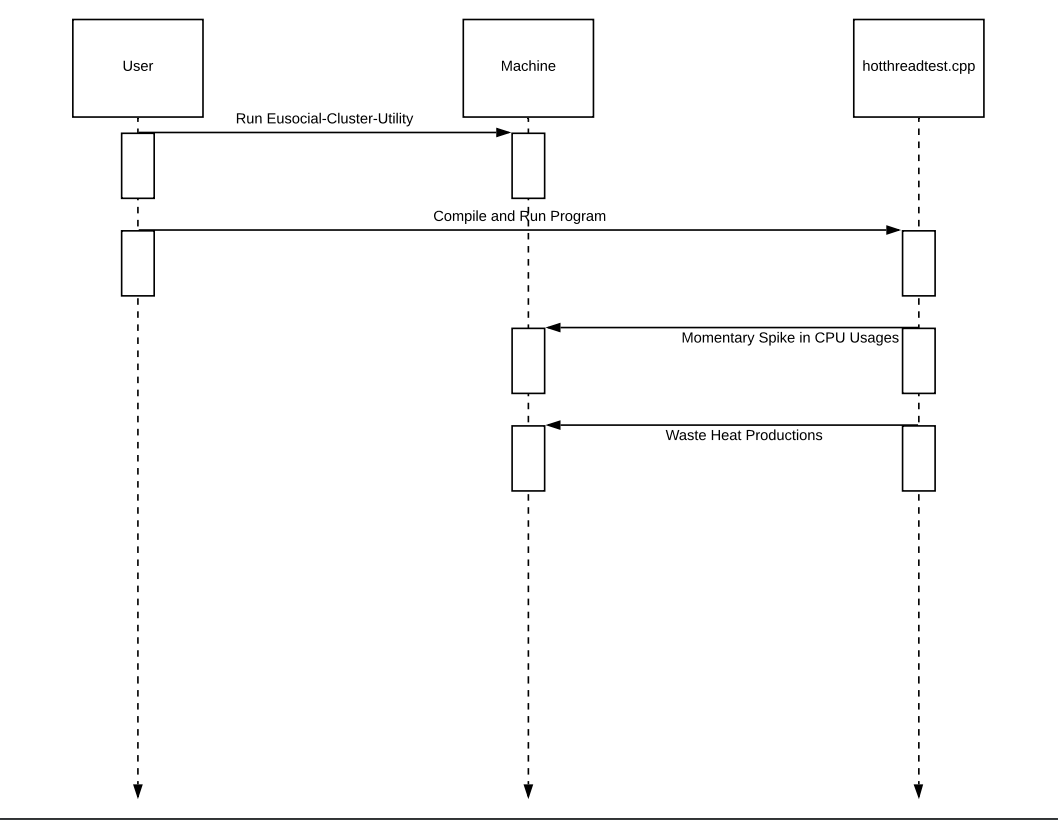 User
Machine
hotthreadtest.cpp
Run Eusocial-Cluster-Utility
Compile and Run Program
Momentary Spike in CPU Usages
Waste Heat Productions